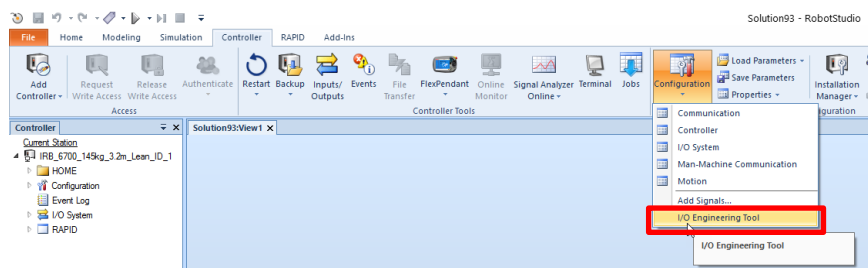 Solution93 - RobotStudio
File Home Modeling Simulation Controller RAPID Add-Ins
Add Controller
Request Write Access
Release Write Access
Authenticate
Restart
Backup
Inputs/ Outputs
Events
File Transfer
FlexPendant
Online Monitor
Signal Analyzer Online
Terminal
Jobs
Configuration
Load Parameters
Save Parameters
Properties
Installation Manager
Access
Controller Tools
iguration
Controller
Solution93:View1
Current Station
IRB_6700_145kg_3.2m_Lean_ID_1
HOME
Configuration
Event Log
I/O System
RAPID
Communication
Controller
I/O System
Man-Machine Communication
Motion
Add Signals...
I/O Engineering Tool
I/O Engineering Tool